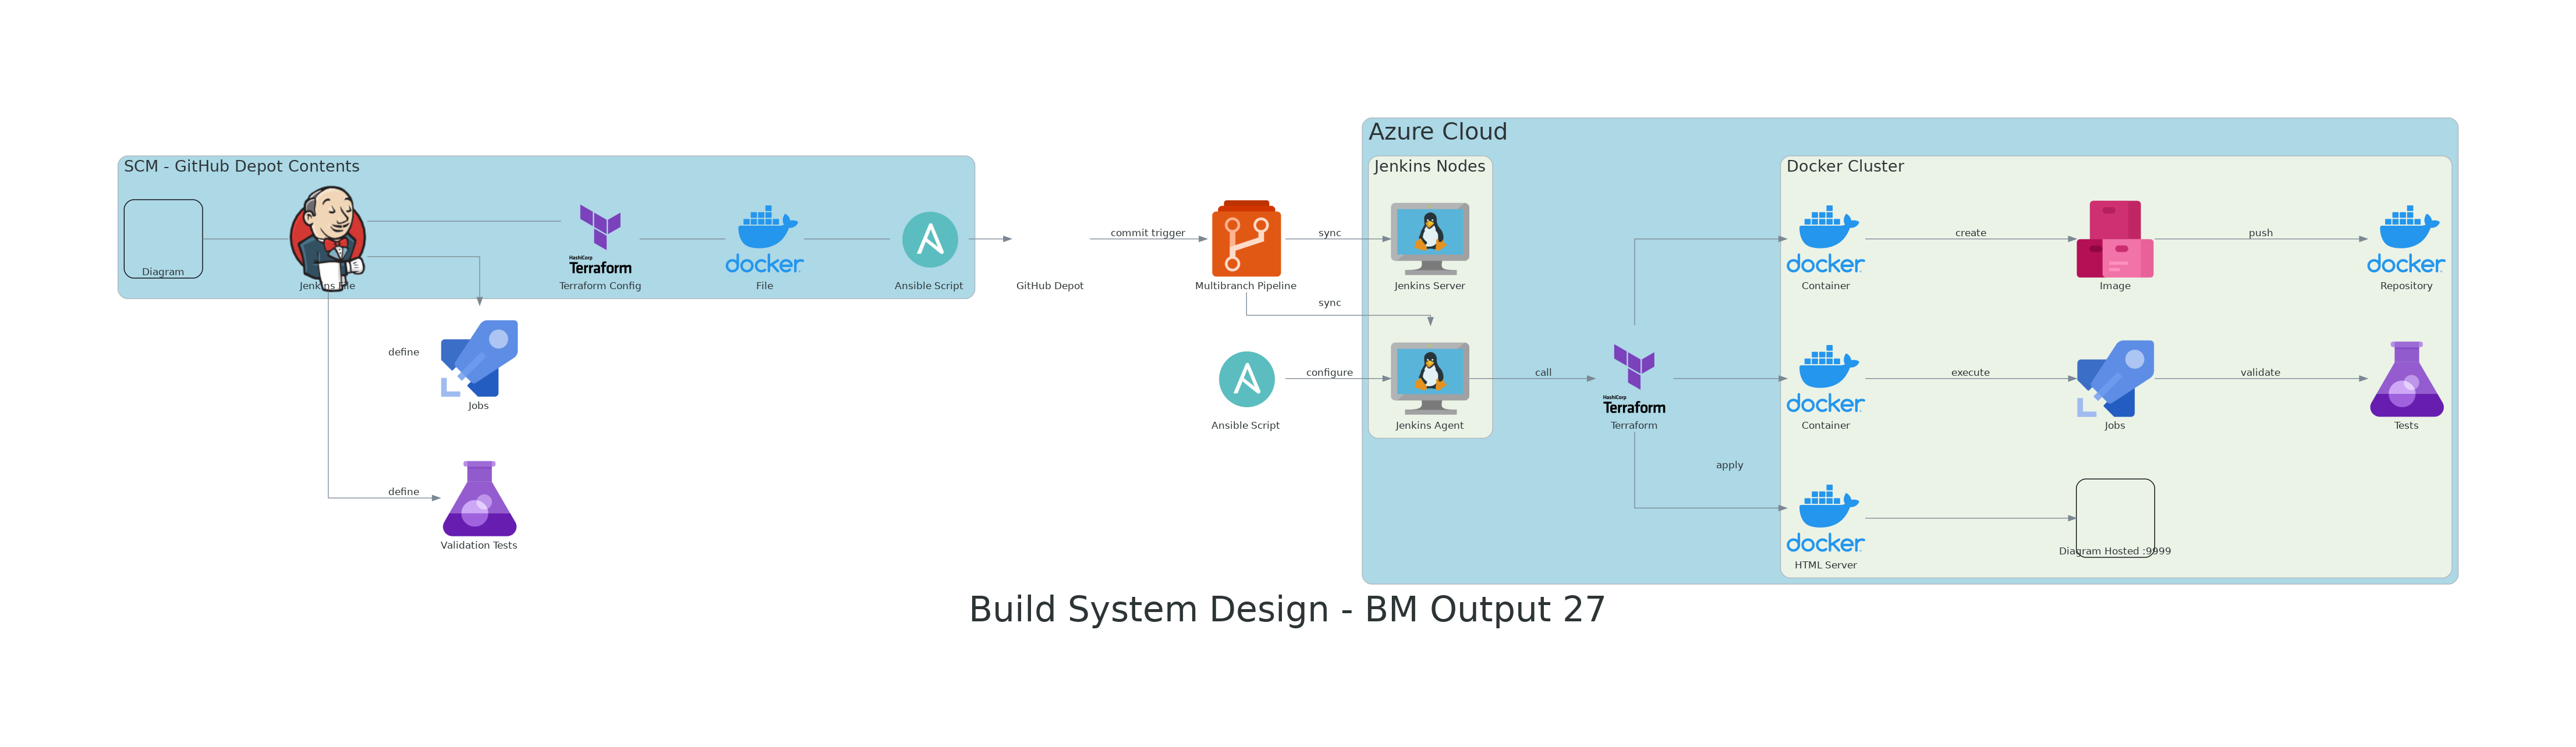 Azure Cloud
SCM - GitHub Depot Contents
Jenkins Nodes
Docker Cluster
Diagram
Jenkins File
HashiCorp
Terraform
Terraform Config
docker
File
Ansible Script
GitHub Depot
commit trigger
Multibranch Pipeline
sync
Jenkins Server
docker
Container
create
Image
push
docker
Repository
sync
define
Jobs
Ansible Script
configure
Jenkins Agent
call
HashiCorp
Terraform
Terraform
docker
Container
execute
Jobs
validate
Tests
define
Validation Tests
apply
docker
HTML Server
Diagram Hosted :9999
Build System Design - BM Output 27